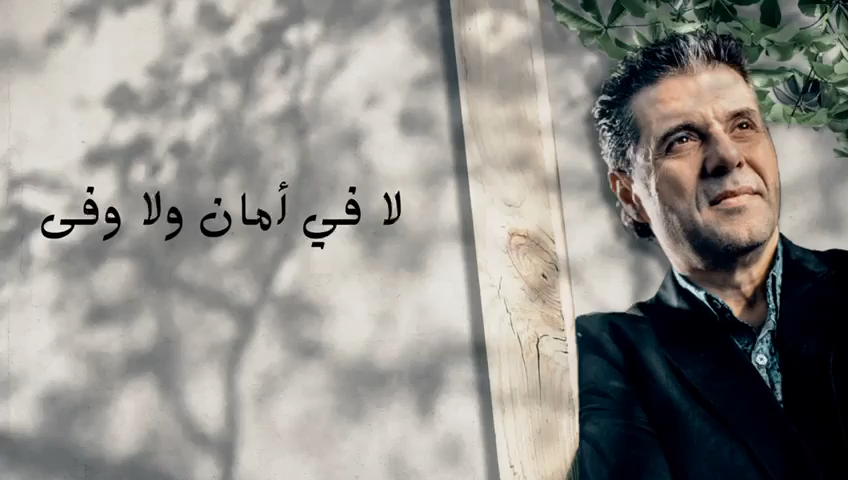 لا في أمان ولا وفى